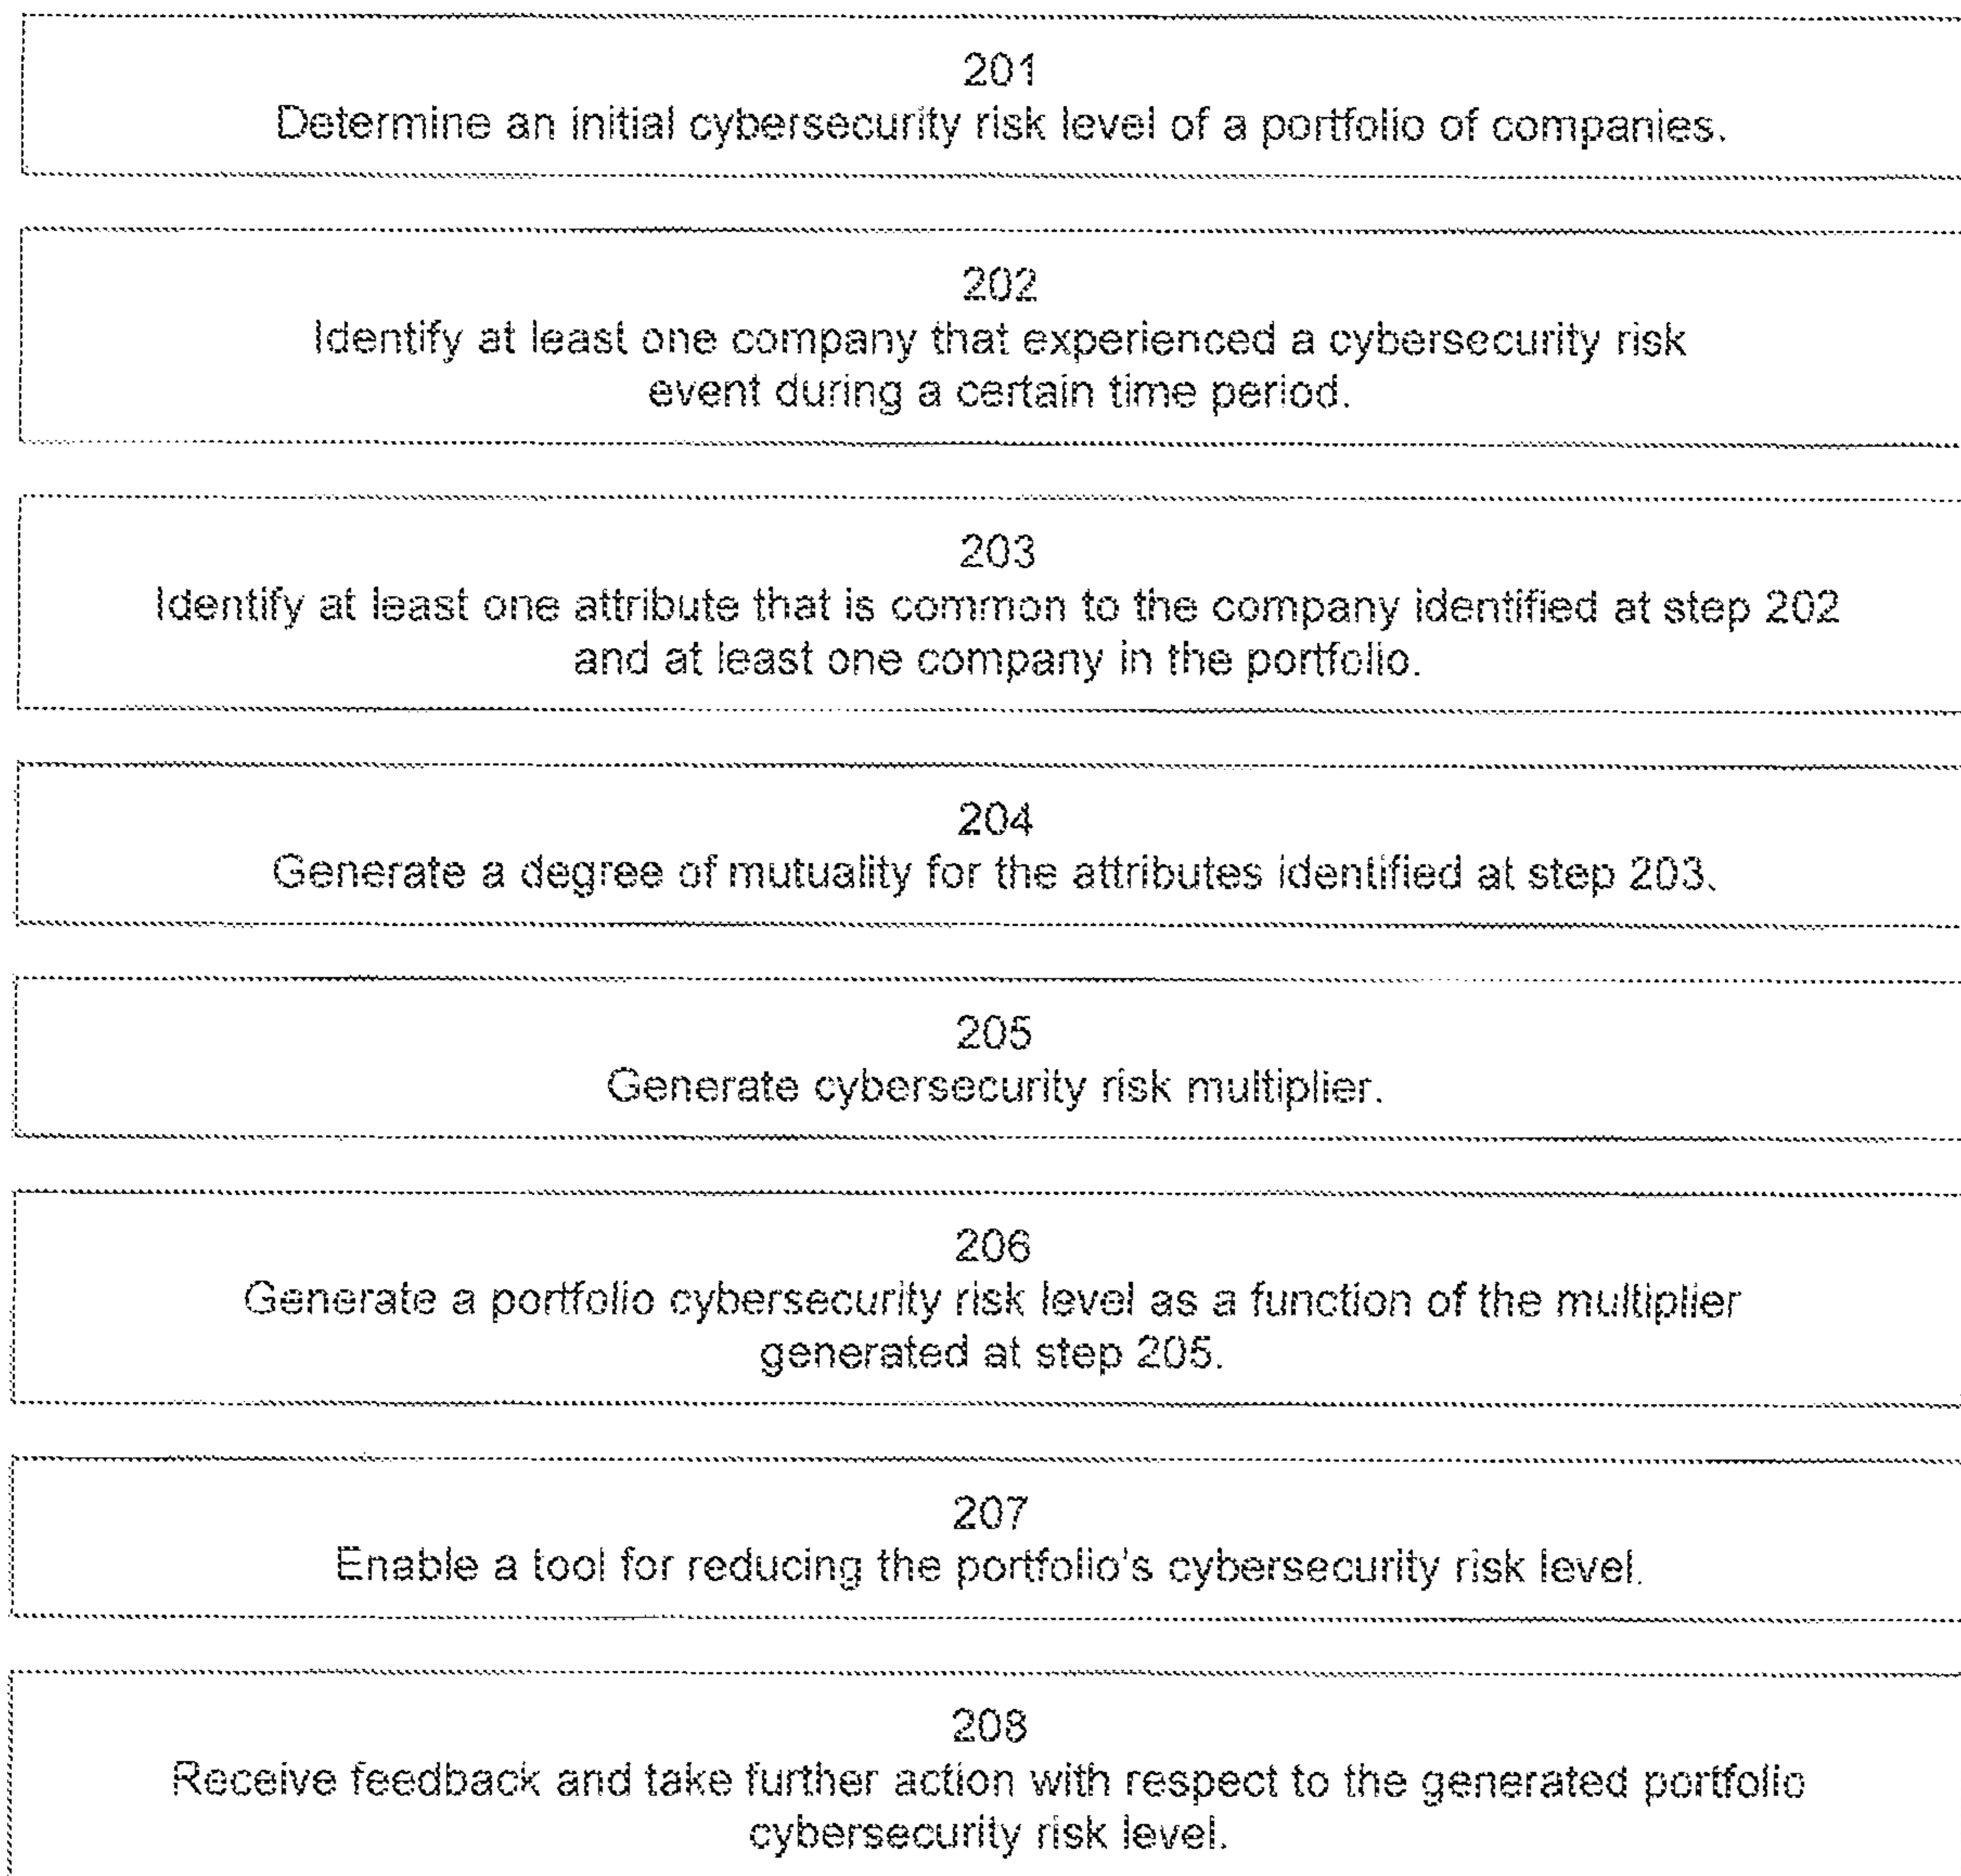 201
Determine an initial cybersecurity risk level of a portfolio of companies.
202
Identify at least one company that experienced a cybersecurity risk
event during a certain time period.
203
Identify at least one attribute that is common to the company identified at step 202
and at least one company in the portfolio.
204
Generate a degree of mutuality for the attributes identified at step 203.
205
Generate cybersecurity risk multiplier.
206
Generate a portfolio cybersecurity risk level as a function of the multiplier
generated at step 205.
207
Enable a tool for reducing the portfolio's cybersecurity risk level.
208
Receive feedback and take further action with respect to the generated portfolio
cybersecurity risk level.